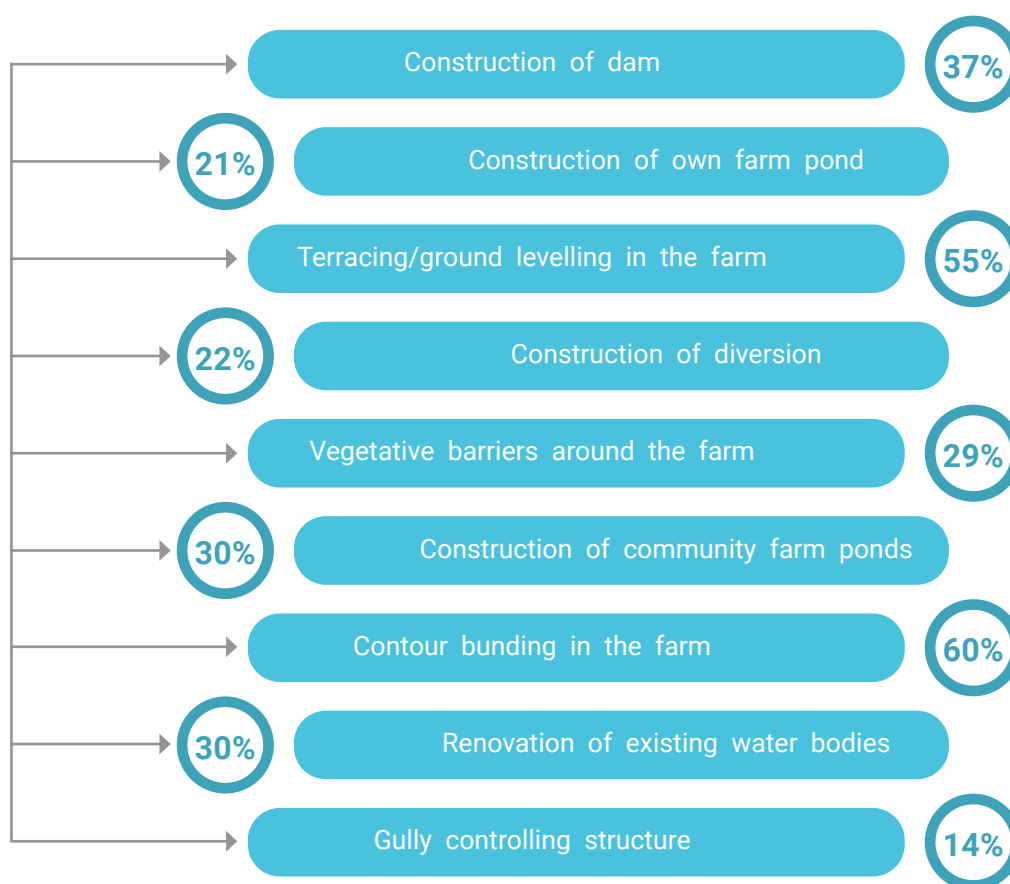 Construction of dam 37%
21% Construction of own farm pond
Terracing/ground levelling in the farm 55%
22% Construction of diversion
Vegetative barriers around the farm 29%
30% Construction of community farm ponds
Contour bunding in the farm 60%
30% Renovation of existing water bodies
Gully controlling structure 14%